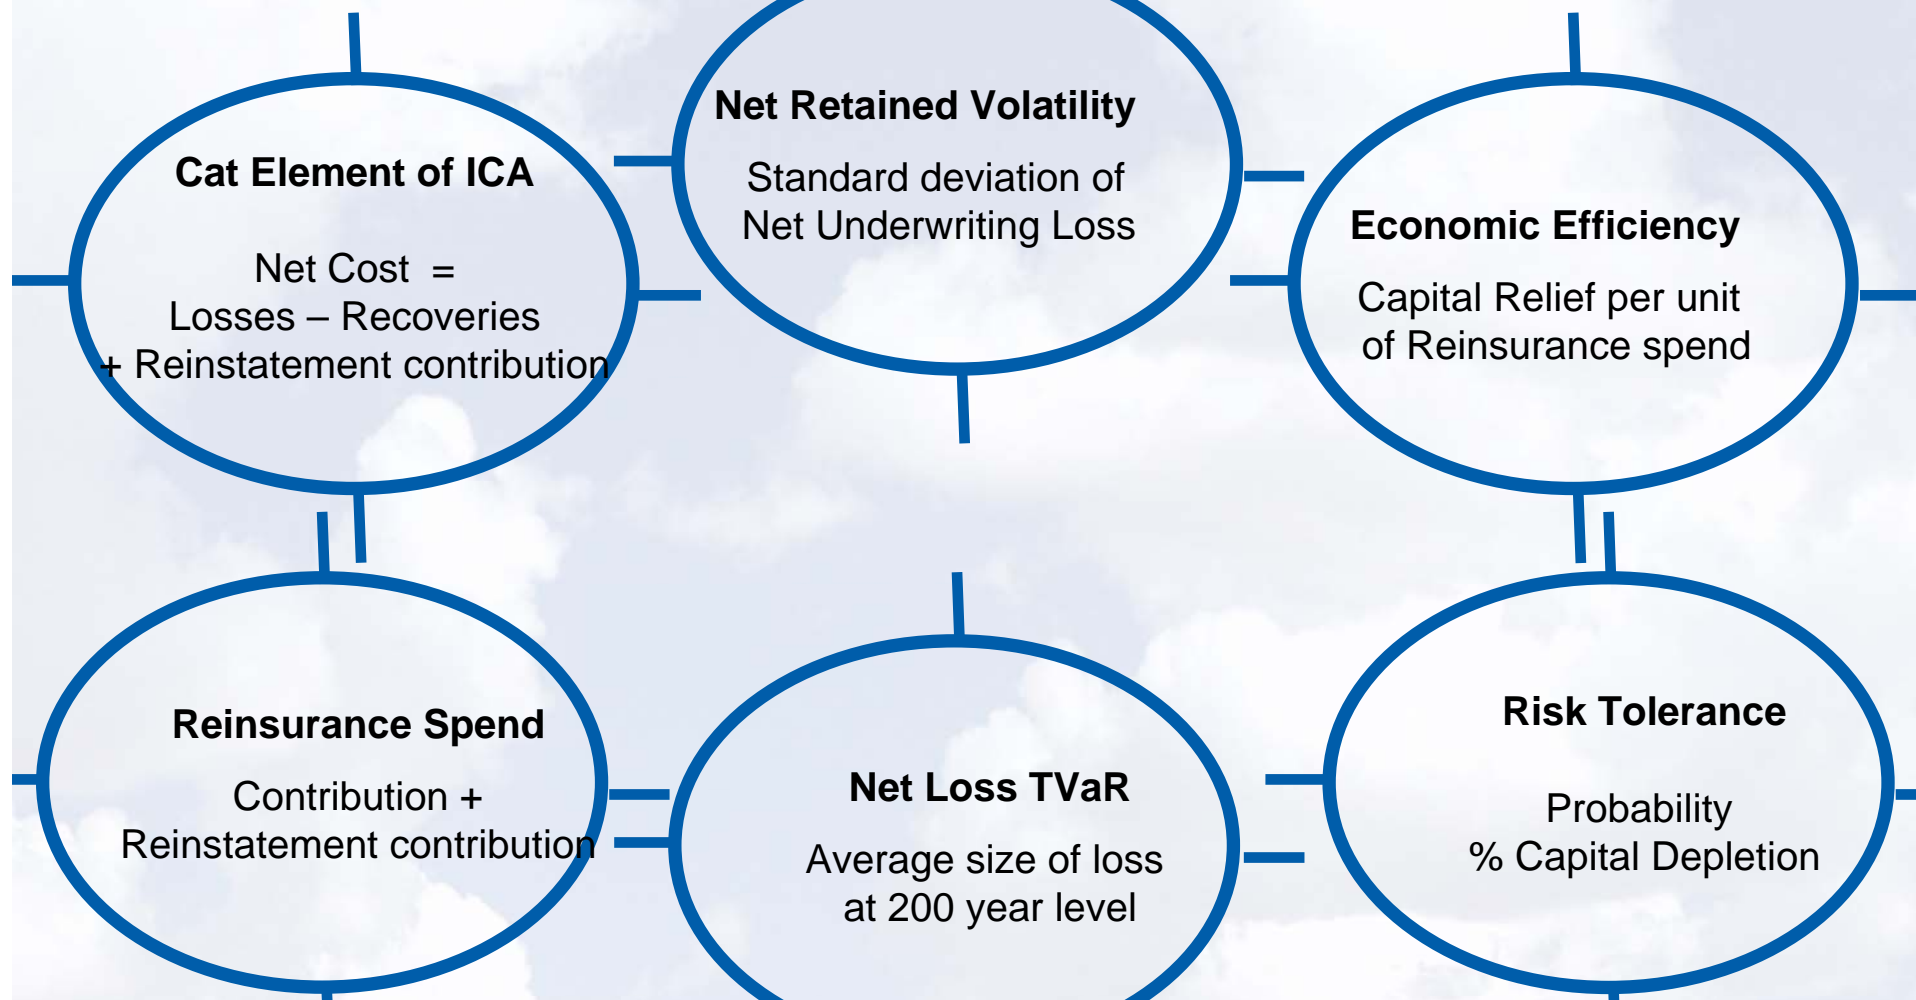 Cat Element of ICA
Net Cost =
Losses – Recoveries
+ Reinstatement contribution
Net Retained Volatility
Standard deviation of
Net Underwriting Loss
Economic Efficiency
Capital Relief per unit
of Reinsurance spend
Reinsurance Spend
Contribution +
Reinstatement contribution
Net Loss TVaR
Average size of loss
at 200 year level
Risk Tolerance
Probability
% Capital Depletion